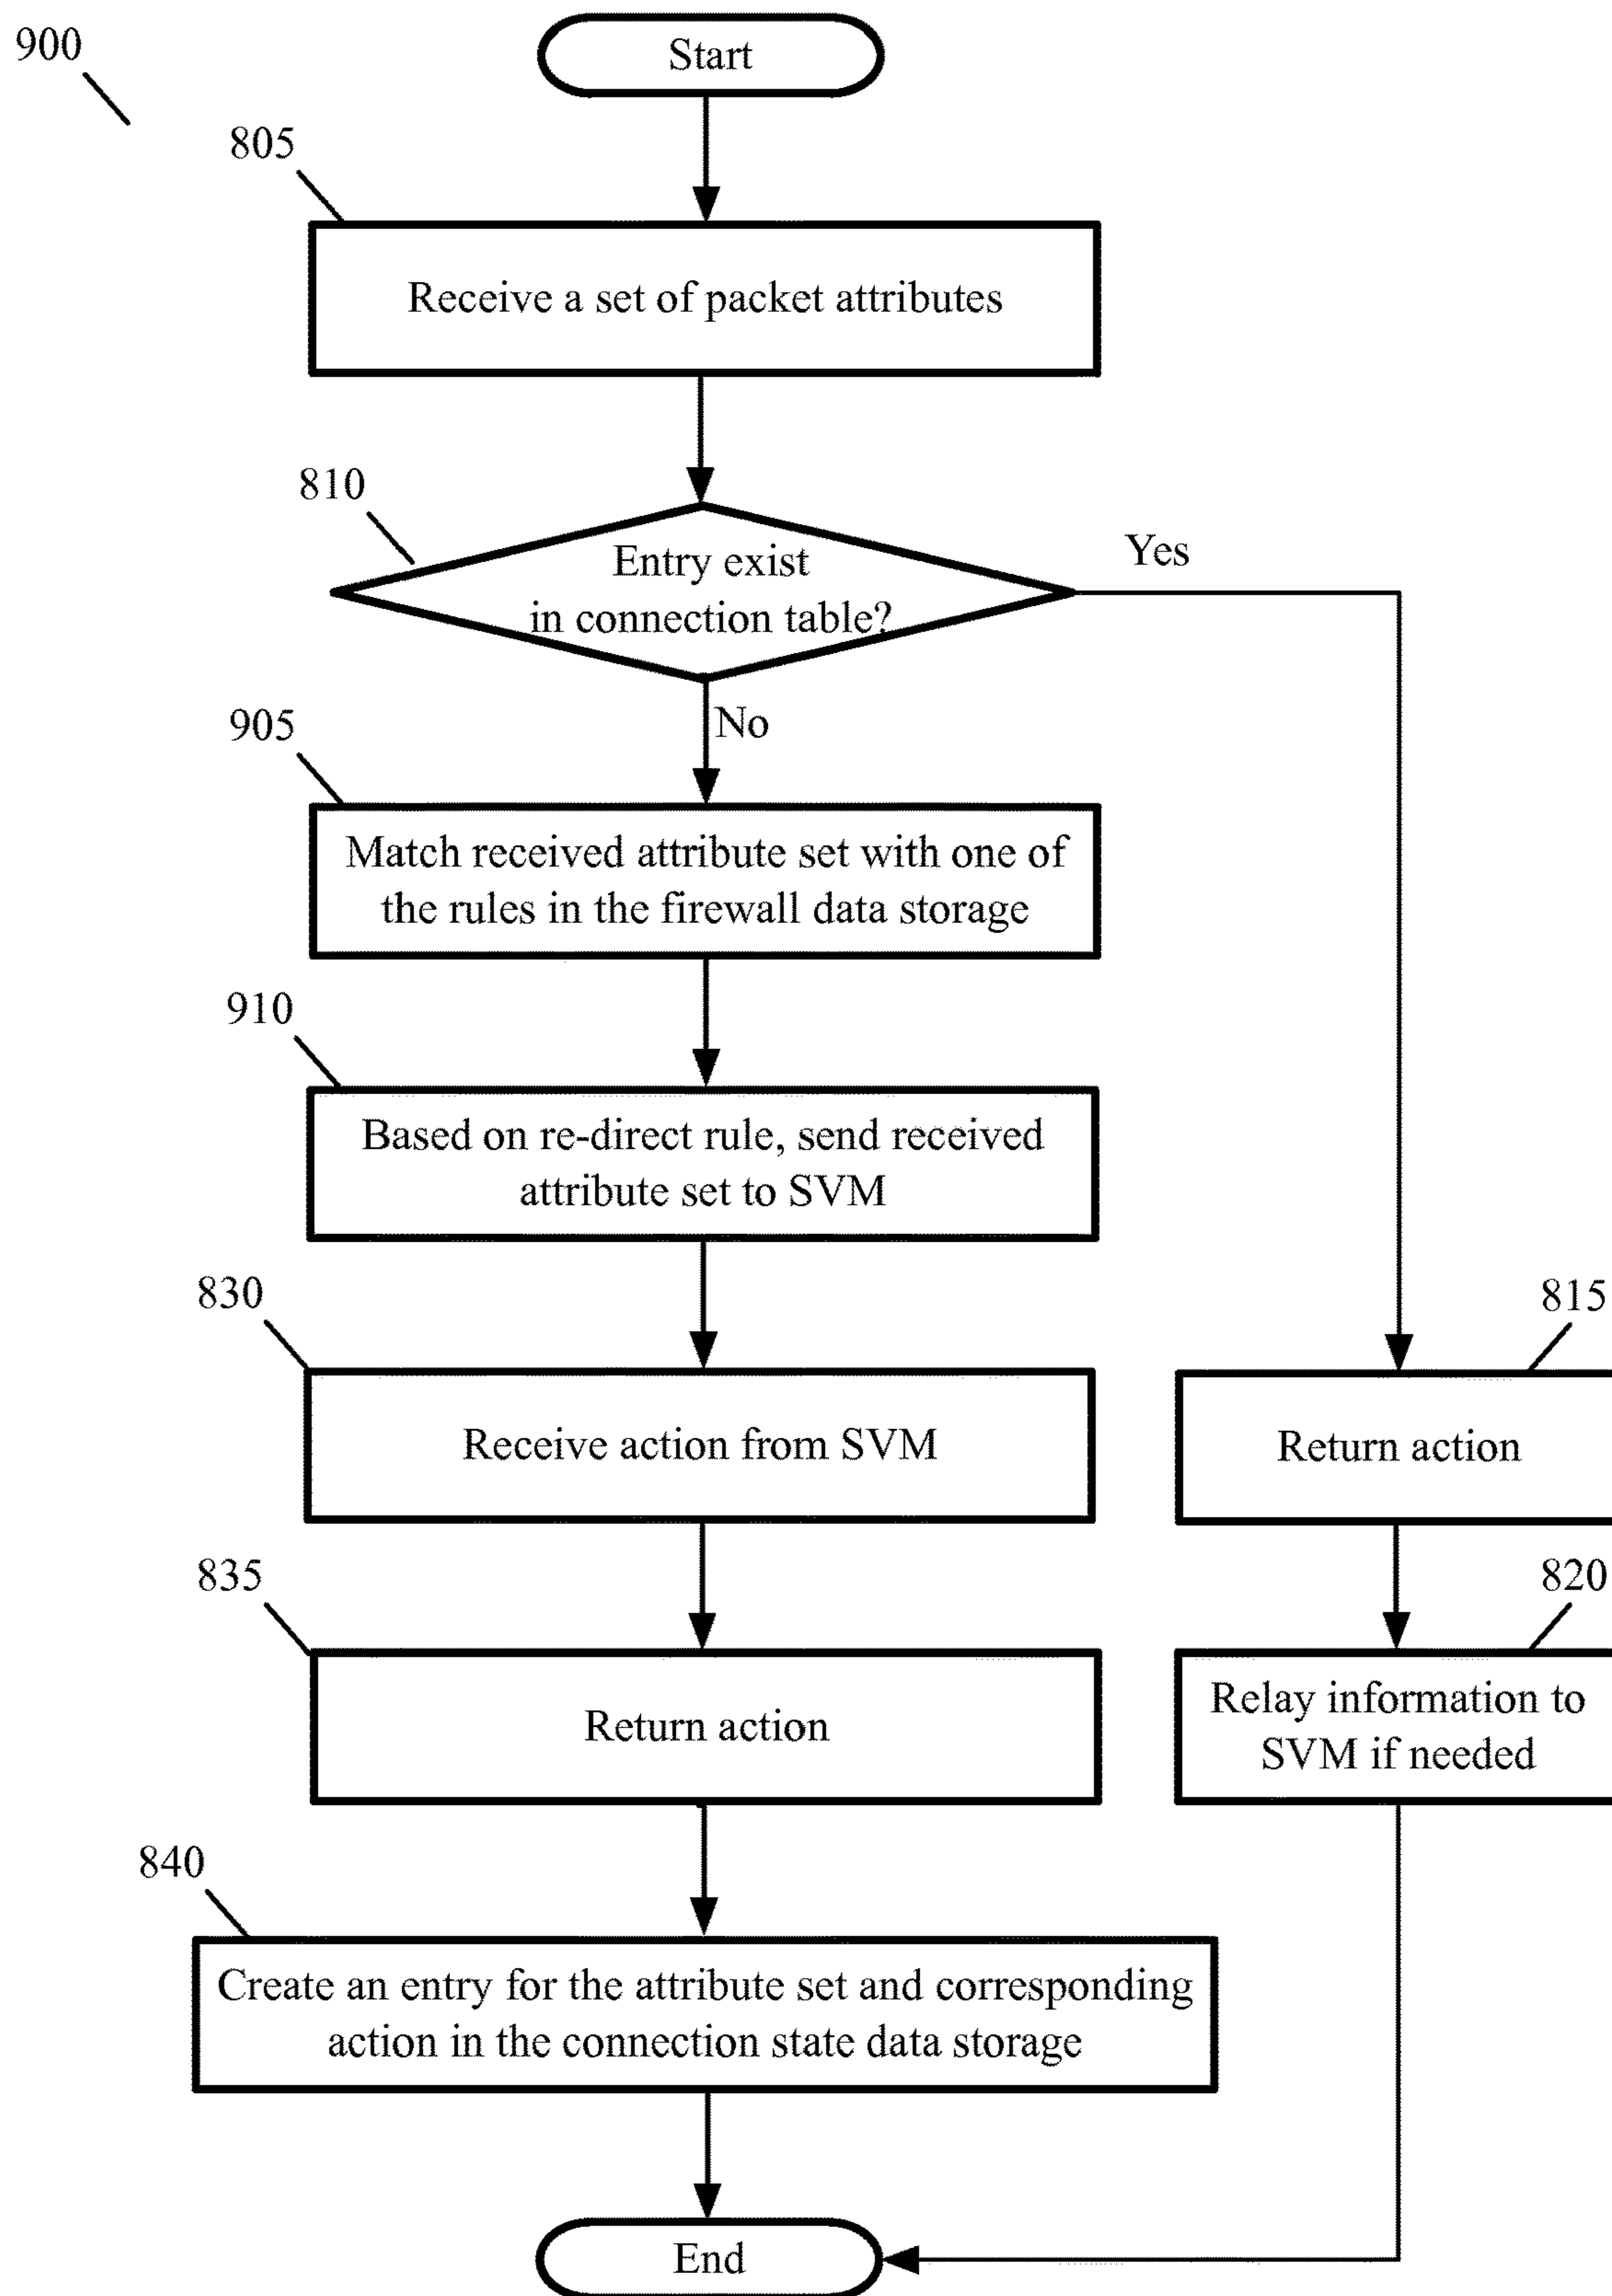 900
Start
805
Receive a set of packet attributes
810
Entry exist
in connection table?
Yes
No
905
Match received attribute set with one of
the rules in the firewall data storage
910
Based on re-direct rule, send received
attribute set to SVM
830
Receive action from SVM
815
Return action
835
Return action
820
Relay information to
SVM if needed
840
Create an entry for the attribute set and corresponding
action in the connection state data storage
End